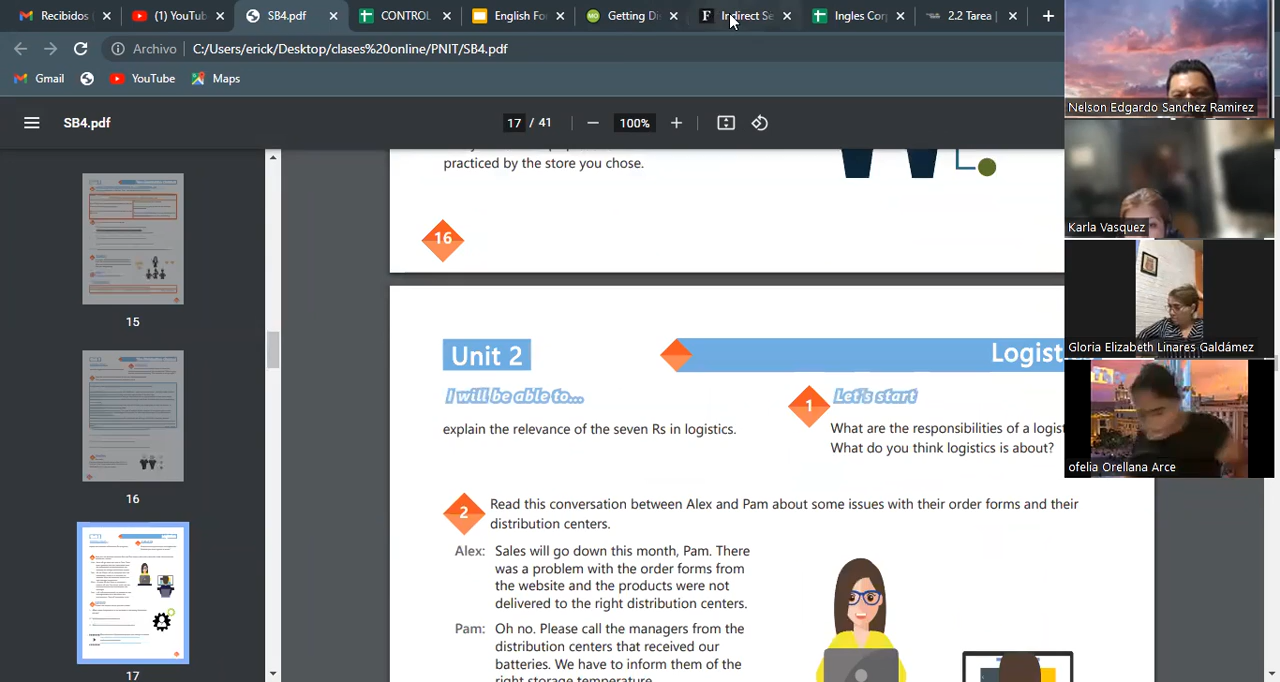 Recibidos (
(1) YouTub
SB4.pdf
CONTROL
English Fo
Getting Di
Indirect Se
Ingles Cor
2.2 Tarea |
Archivo C:/Users/erick/Desktop/clases%20online/PNIT/SB4.pdf
Gmail YouTube Maps
SB4.pdf 17 / 41 100%
15
16
17
practiced by the store you chose.
16
Unit 2 Logist
I will be able to...
explain the relevance of the seven Rs in logistics.
1 Let's start
What are the responsibilities of a logist
What do you think logistics is about?
2 Read this conversation between Alex and Pam about some issues with their order forms and their
distribution centers.
Alex: Sales will go down this month, Pam. There
was a problem with the order forms from
the website and the products were not
delivered to the right distribution centers.
Pam: Oh no. Please call the managers from the
distribution centers that received our
batteries. We have to inform them of the
right storage temperature.
Nelson Edgardo Sanchez Ramirez
Karla Vasquez
Gloria Elizabeth Linares Galdámez
ofelia Orellana Arce